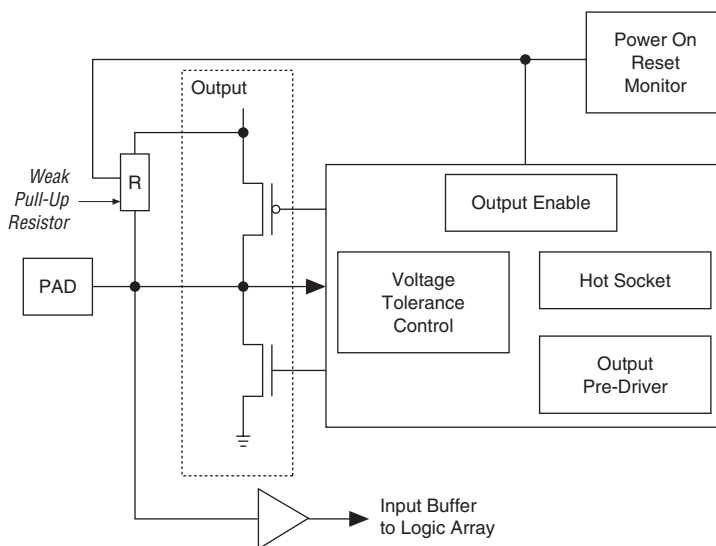 Power On
Reset
Monitor
Output
Weak
Pull-Up
Resistor
R
Output Enable
PAD
Voltage
Tolerance
Control
Hot Socket
Output
Pre-Driver
Input Buffer
to Logic Array